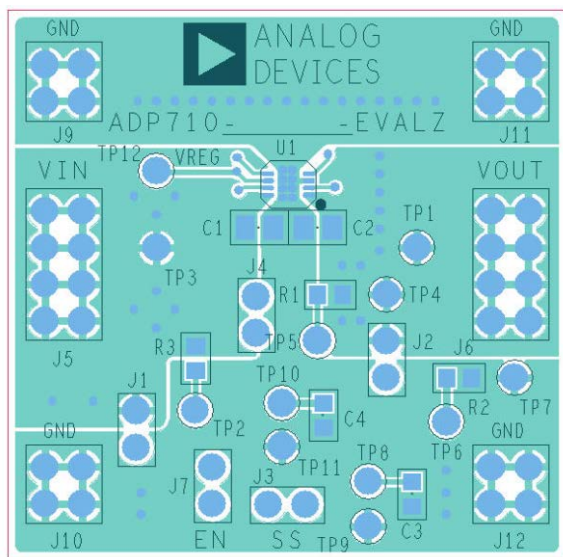 GND
ANALOG
DEVICES
GND
J9
ADP710-________-EVALZ
J11
U1
VIN
TP12
VREG
VOUT
C1
C2
TP1
TP3
J4
R1
TP4
J5
R3
TP5
J2
J6
J1
TP10
R2
TP7
TP2
C4
GND
TP11
TP8
TP6
GND
J7
J3
C3
J10
EN
SS
TP9
J12